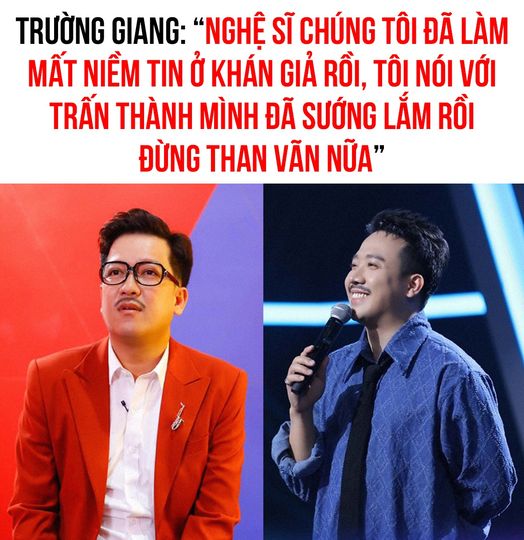 TRƯỜNG GIANG: “NGHỆ SĨ CHÚNG TÔI ĐÃ LÀM
MẤT NIỀM TIN Ở KHÁN GIẢ RỒI, TÔI NÓI VỚI
TRẤN THÀNH MÌNH ĐÃ SƯỚNG LẮM RỒI
ĐỪNG THAN VÃN NỮA”